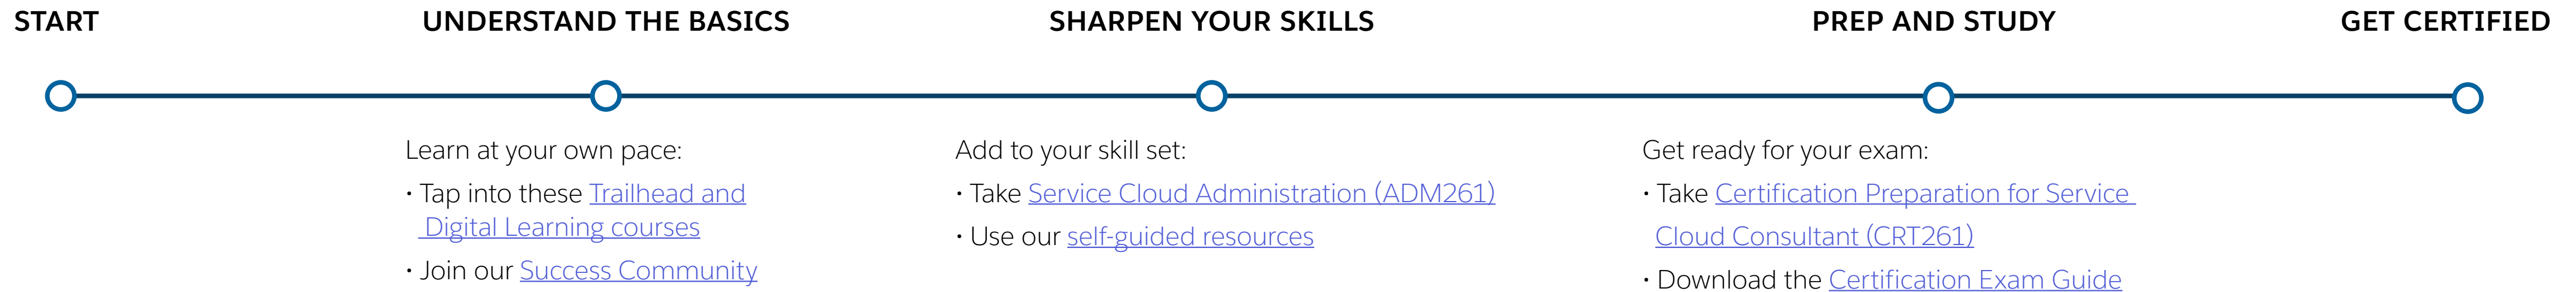 START
UNDERSTAND THE BASICS
SHARPEN YOUR SKILLS
PREP AND STUDY
GET CERTIFIED
Learn at your own pace:
· Tap into these Trailhead and
Digital Learning courses
· Join our Success Community
Add to your skill set:
· Take Service Cloud Administration (ADM261)
· Use our self-guided resources
Get ready for your exam:
· Take Certification Preparation for Service
Cloud Consultant (CRT261)
· Download the Certification Exam Guide